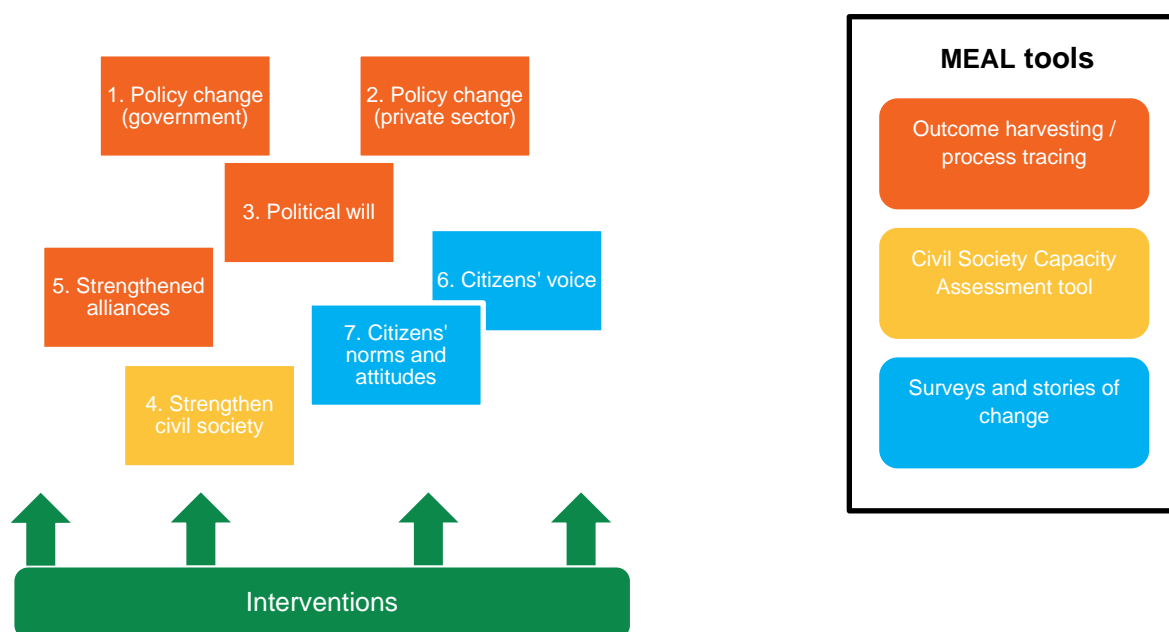 1. Policy change
(government)
2. Policy change
(private sector)
3. Political will
5. Strengthened
alliances
6. Citizens' voice
7. Citizens'
norms and
attitudes
4. Strengthen
civil society
Interventions
MEAL tools
Outcome harvesting /
process tracing
Civil Society Capacity
Assessment tool
Surveys and stories of
change